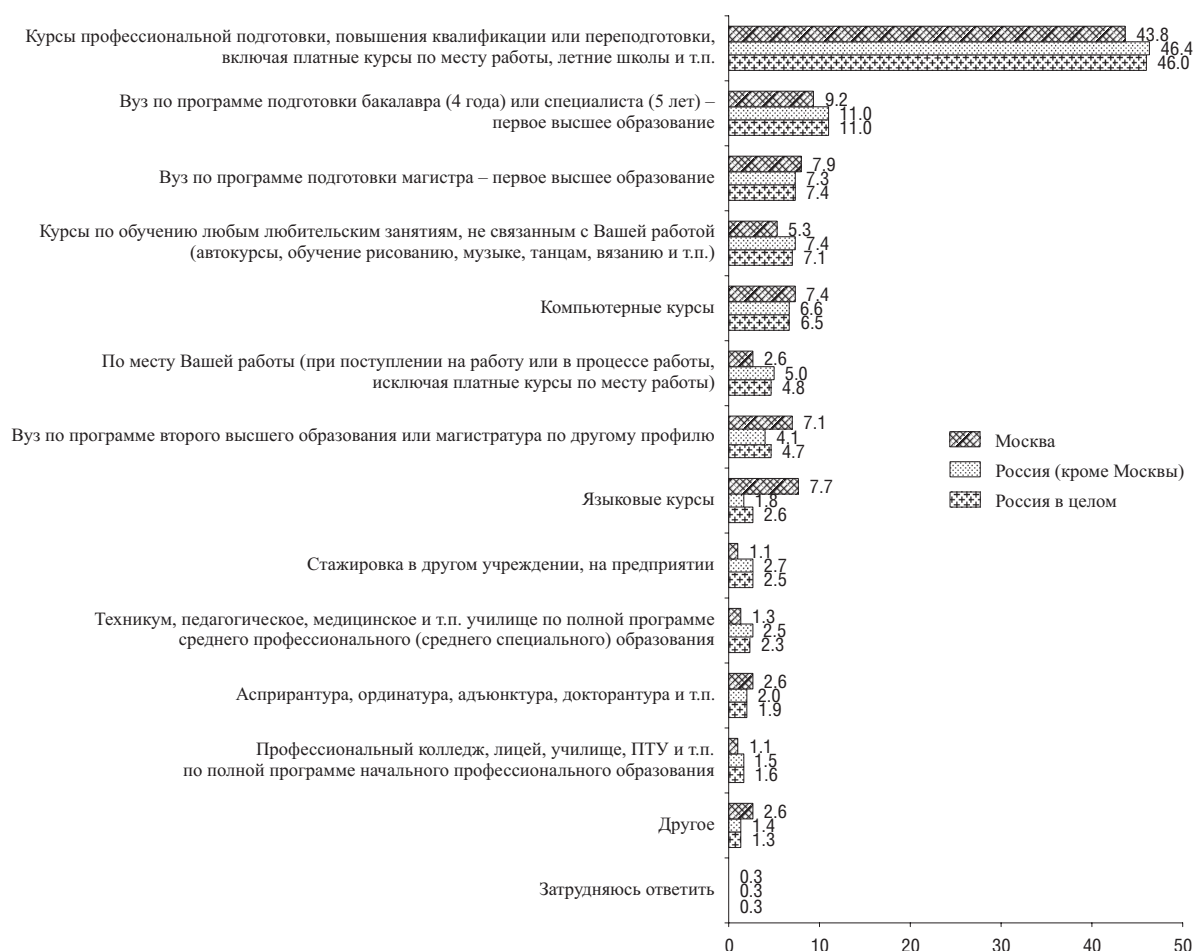 Курсы профессиональной подготовки, повышения квалификации или переподготовки,
включая платные курсы по месту работы, летние школы и т.п.
43.8
46.4
46.0
Вуз по программе подготовки бакалавра (4 года) или специалиста (5 лет) –
первое высшее образование
9.2
11.0
11.0
Вуз по программе подготовки магистра – первое высшее образование
7.9
7.3
7.4
Курсы по обучению любым любительским занятиям, не связанным с Вашей работой
(автокурсы, обучение рисованию, музыке, танцам, вязанию и т.п.)
5.3
7.4
7.1
Компьютерные курсы
7.4
6.6
6.5
По месту Вашей работы (при поступлении на работу или в процессе работы,
исключая платные курсы по месту работы)
2.6
5.0
4.8
Вуз по программе второго высшего образования или магистратура по другому профилю
7.1
4.1
4.7
Москва
Россия (кроме Москвы)
Россия в целом
Языковые курсы
7.7
1.8
2.6
Стажировка в другом учреждении, на предприятии
1.1
2.7
2.5
Техникум, педагогическое, медицинское и т.п. училище по полной программе
среднего профессионального (среднего специального) образования
1.3
2.5
2.3
Асприрантура, ординатура, адъюнктура, докторантура и т.п.
2.6
2.0
1.9
Профессиональный колледж, лицей, училище, ПТУ и т.п.
по полной программе начального профессионального образования
1.1
1.5
1.6
Другое
2.6
1.4
1.3
Затрудняюсь ответить
0.3
0.3
0.3
0 10 20 30 40 50